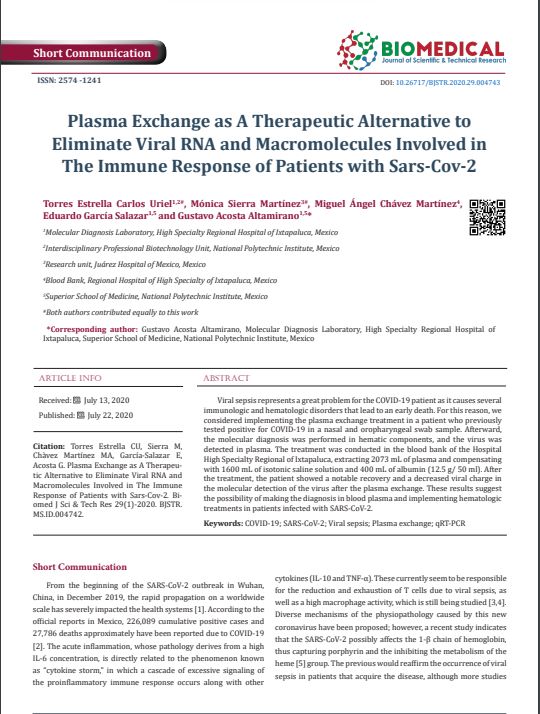 Short Communication
BIOMEDICAL
Journal of Scientific & Technical Research
ISSN: 2574 -1241
DOI: 10.26717/BJSTR.2020.29.004743
Plasma Exchange as A Therapeutic Alternative to
Eliminate Viral RNA and Macromolecules Involved in
The Immune Response of Patients with Sars-Cov-2
Torres Estrella Carlos Uriel1,2#, Mónica Sierra Martínez3#, Miguel Ángel Chávez Martínez4,
Eduardo García Salazar1,5 and Gustavo Acosta Altamirano1,5*
1Molecular Diagnosis Laboratory, High Specialty Regional Hospital of Ixtapaluca, Mexico
2Interdisciplinary Professional Biotechnology Unit, National Polytechnic Institute, Mexico
3Research unit, Juárez Hospital of Mexico, Mexico
4Blood Bank, Regional Hospital of High Specialty of Ixtapaluca, Mexico
5Superior School of Medicine, National Polytechnic Institute, Mexico
#Both authors contributed equally to this work
*Corresponding author: Gustavo Acosta Altamirano, Molecular Diagnosis Laboratory, High Specialty Regional Hospital of
Ixtapaluca, Superior School of Medicine, National Polytechnic Institute, Mexico
ARTICLE INFO
Received: July 13, 2020
Published: July 22, 2020
Citation: Torres Estrella CU, Sierra M,
Chàvez Martínez MA, García-Salazar E,
Acosta G. Plasma Exchange as A Therapeu-
tic Alternative to Eliminate Viral RNA and
Macromolecules Involved in The Immune
Response of Patients with Sars-Cov-2. Bi-
omed J Sci & Tech Res 29(1)-2020. BJSTR.
MS.ID.004742.
ABSTRACT
Viral sepsis represents a great problem for the COVID-19 patient as it causes several
immunologic and hematologic disorders that lead to an early death. For this reason, we
considered implementing the plasma exchange treatment in a patient who previously
tested positive for COVID-19 in a nasal and oropharyngeal swab sample. Afterward,
the molecular diagnosis was performed in hematic components, and the virus was
detected in plasma. The treatment was conducted in the blood bank of the Hospital
High Specialty Regional of Ixtapaluca, extracting 2073 mL of plasma and compensating
with 1600 mL of isotonic saline solution and 400 mL of albumin (12.5 g/ 50 ml). After
the treatment, the patient showed a notable recovery and a decreased viral charge in
the molecular detection of the virus after the plasma exchange. These results suggest
the possibility of making the diagnosis in blood plasma and implementing hematologic
treatments in patients infected with SARS-CoV-2.
Keywords: COVID-19; SARS-CoV-2; Viral sepsis; Plasma exchange; qRT-PCR
Short Communication
From the beginning of the SARS-CoV-2 outbreak in Wuhan,
China, in December 2019, the rapid propagation on a worldwide
scale has severely impacted the health systems [1]. According to the
official reports in Mexico, 226,089 cumulative positive cases and
27,786 deaths approximately have been reported due to COVID-19
[2]. The acute inflammation, whose pathology derives from a high
IL-6 concentration, is directly related to the phenomenon known
as "cytokine storm," in which a cascade of excessive signaling of
the proinflammatory immune response occurs along with other
cytokines (IL-10 and TNF-α). These currently seem to be responsible
for the reduction and exhaustion of T cells due to viral sepsis, as
well as a high macrophage activity, which is still being studied [3,4].
Diverse mechanisms of the physiopathology caused by this new
coronavirus have been proposed; however, a recent study indicates
that the SARS-CoV-2 possibly affects the 1-β chain of hemoglobin,
thus capturing porphyrin and the inhibiting the metabolism of the
heme [5] group. The previous would reaffirm the occurrence of viral
sepsis in patients that acquire the disease, although more studies